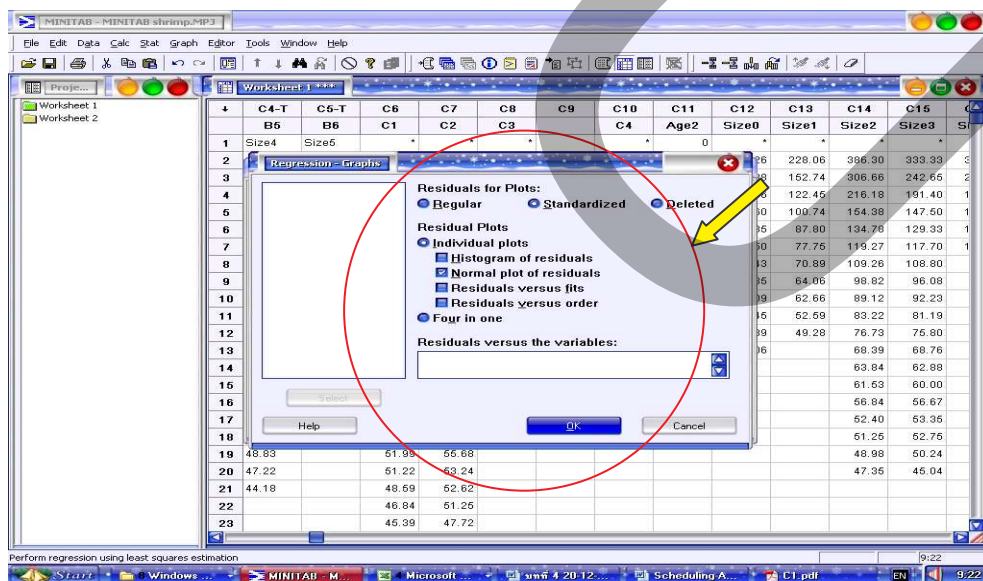 MINITAB - MINITAB shrimp.MPJ
File Edit Data Calc Stat Graph Editor Tools Window Help
Proje...
Worksheet 1 ***
Worksheet 1
Worksheet 2
↓ C4-T C5-T C6 C7 C8 C9 C10 C11 C12 C13 C14 C15
B5 B6 C1 C2 C3 C4 Age2 Size0 Size1 Size2 Size3
1 Size4 Size5 * * * * 0 * * * *
2 228.06 386.30 333.33
3 152.74 306.66 242.65
4 122.45 216.18 191.40
5 100.74 154.38 147.50
6 87.80 134.78 129.33
7 77.75 119.27 117.70
8 70.89 109.26 108.80
9 64.06 98.82 96.08
10 62.66 89.12 92.23
11 52.59 83.22 81.19
12 49.28 76.73 75.80
13 68.39 68.76
14 63.84 62.88
15 61.53 60.00
16 56.84 56.67
17 52.40 53.35
18 51.25 52.75
19 48.83 51.99 55.68 48.98 50.24
20 47.22 51.22 53.24 47.35 45.04
21 44.18 48.59 52.62
22 46.84 51.25
23 45.39 47.72
Regression - Graphs
Residuals for Plots:
Regular Standardized Deleted
Residual Plots
Individual plots
Histogram of residuals
Normal plot of residuals
Residuals versus fits
Residuals versus order
Four in one
Residuals versus the variables:
Select
Help OK Cancel
Perform regression using least squares estimation
9:22
Start 8 Windows ... MINITAB - M... 4 Microsoft ... บทที่ 4 20-12-... Scheduling A... C1.pdf EN 9:22